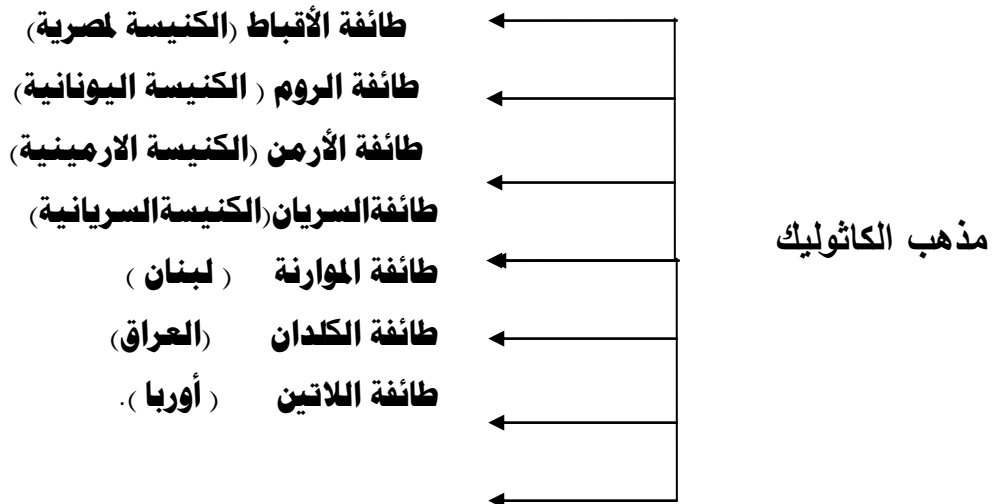 طائفة الأقباط (الكنيسة لمصرية)
طائفة الروم ( الكنيسة اليونانية)
طائفة الأرمن (الكنيسة الارمينية)
طائفةالسريان(الكنيسةالسريانية)
مذهب الكاثوليك
طائفة الموارنة ( لبنان )
طائفة الكلدان (العراق)
طائفة اللاتين ( أوربا ).